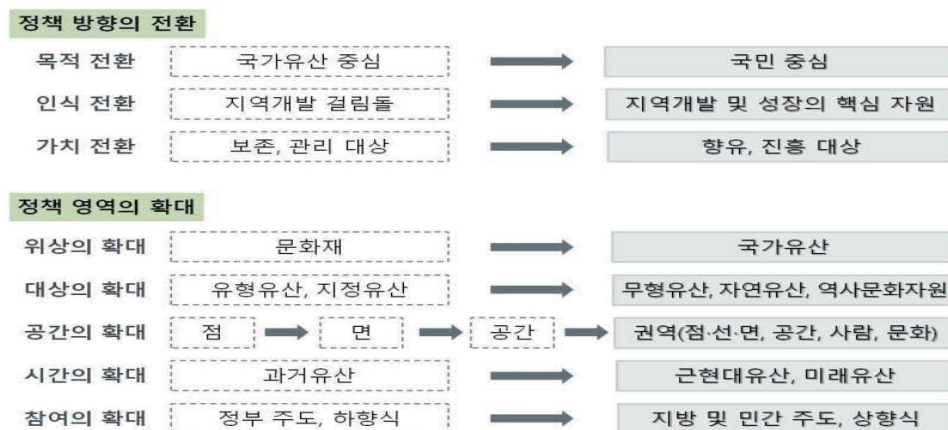 정책 방향의 전환
목적 전환 국가유산 중심 국민 중심
인식 전환 지역개발 걸림돌 지역개발 및 성장의 핵심 자원
가치 전환 보존, 관리 대상 향유, 진흥 대상
정책 영역의 확대
위상의 확대 문화재 국가유산
대상의 확대 유형유산, 지정유산 무형유산, 자연유산, 역사문화자원
공간의 확대 점 면 공간 권역(점·선·면, 공간, 사람, 문화)
시간의 확대 과거유산 근현대유산, 미래유산
참여의 확대 정부 주도, 하향식 지방 및 민간 주도, 상향식